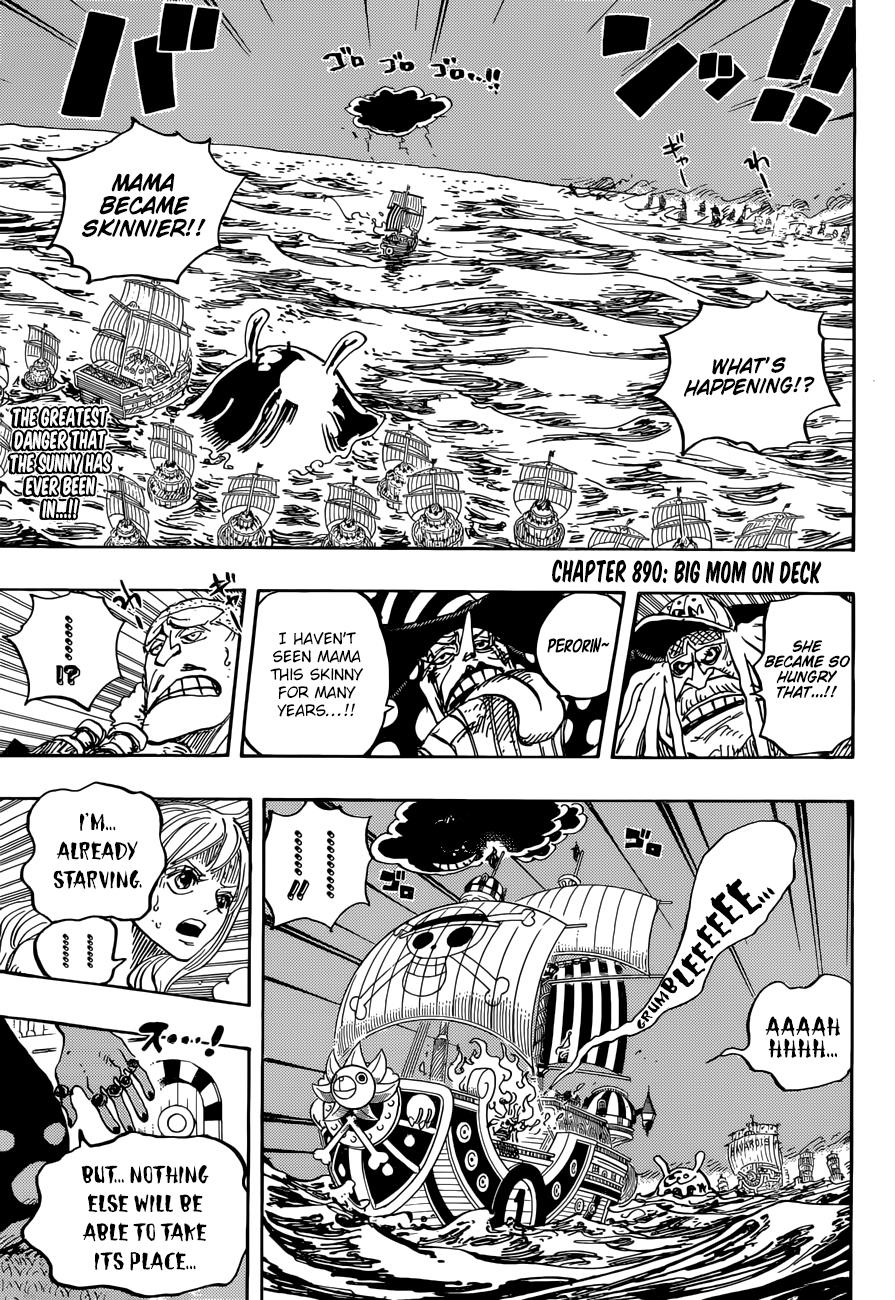 バンッ!!
ゴロ ゴロ ゴロ...!!
ギャー
わー
MAMA
BECAME
SKINNIER!!
WHAT'S
HAPPENING!?
THE GREATEST
DANGER THAT
THE SUNNY HAS
EVER BEEN
IN...!!
CHAPTER 890: BIG MOM ON DECK
SHE
BECAME SO
HUNGRY
THAT...!!
PERORIN~
I HAVEN'T
SEEN MAMA
THIS SKINNY
FOR MANY
YEARS...!!
!?
ゴロ
ゴロ
!!
GRUMBLEEEEEE...
AAAAH
HHHH...
HAVARDIS
I'M...
ALREADY
STARVING.
ズ.....!
BUT... NOTHING
ELSE WILL BE
ABLE TO TAKE
ITS PLACE...